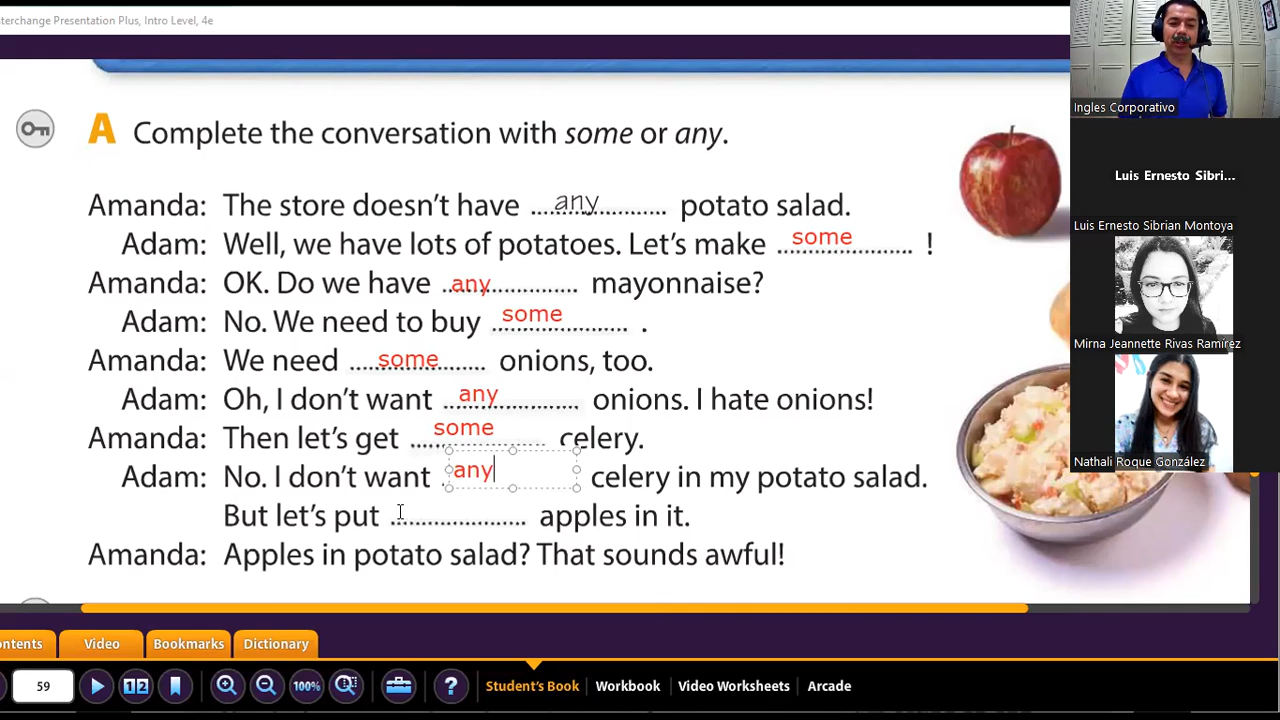 terchange Presentation Plus, Intro Level, 4e
Ingles Corporativo
Luis Ernesto Sibri...
Luis Ernesto Sibrian Montoya
Mirna Jeannette Rivas Ramírez
Nathali Roque González
A Complete the conversation with some or any.
Amanda: The store doesn't have any potato salad.
Adam: Well, we have lots of potatoes. Let's make some !
Amanda: OK. Do we have any mayonnaise?
Adam: No. We need to buy some .
Amanda: We need some onions, too.
Adam: Oh, I don't want any onions. I hate onions!
Amanda: Then let's get some celery.
Adam: No. I don't want any celery in my potato salad.
But let's put ...................... apples in it.
Amanda: Apples in potato salad? That sounds awful!
ontents Video Bookmarks Dictionary
59 1 2 100% ? Student's Book Workbook Video Worksheets Arcade